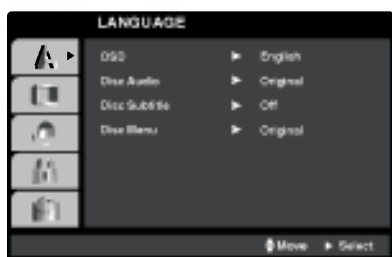 LANGUAGE
OSD ► English
Disc Audio ► Original
Disc Subtitle ► Off
Disc Menu ► Original
Move ► Select